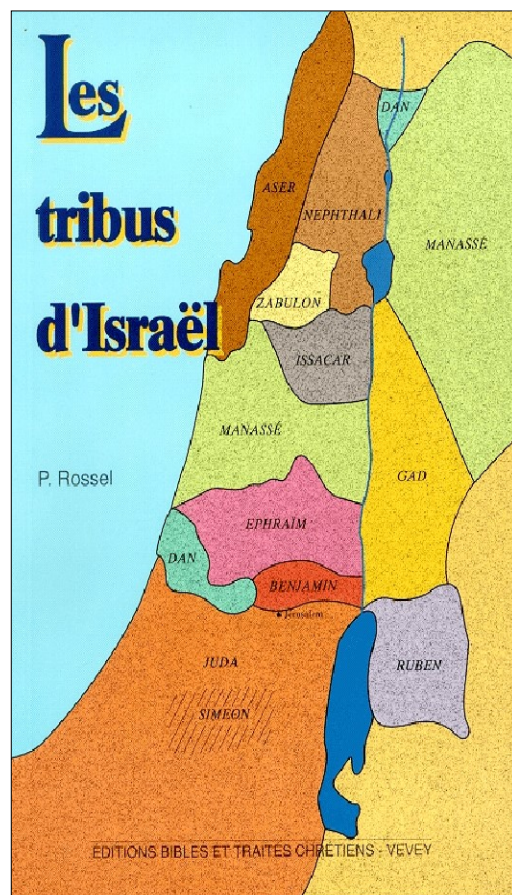 Les
tribus
d'Israël
P. Rossel
DAN
ASER
NEPHTHALI
MANASSÉ
ZABULON
ISSACAR
MANASSÉ
GAD
EPHRAÏM
DAN
BENJAMIN
Jérusalem
JUDA
RUBEN
SIMEON
EDITIONS BIBLES ET TRAITES CHRETIENS - VEVEY